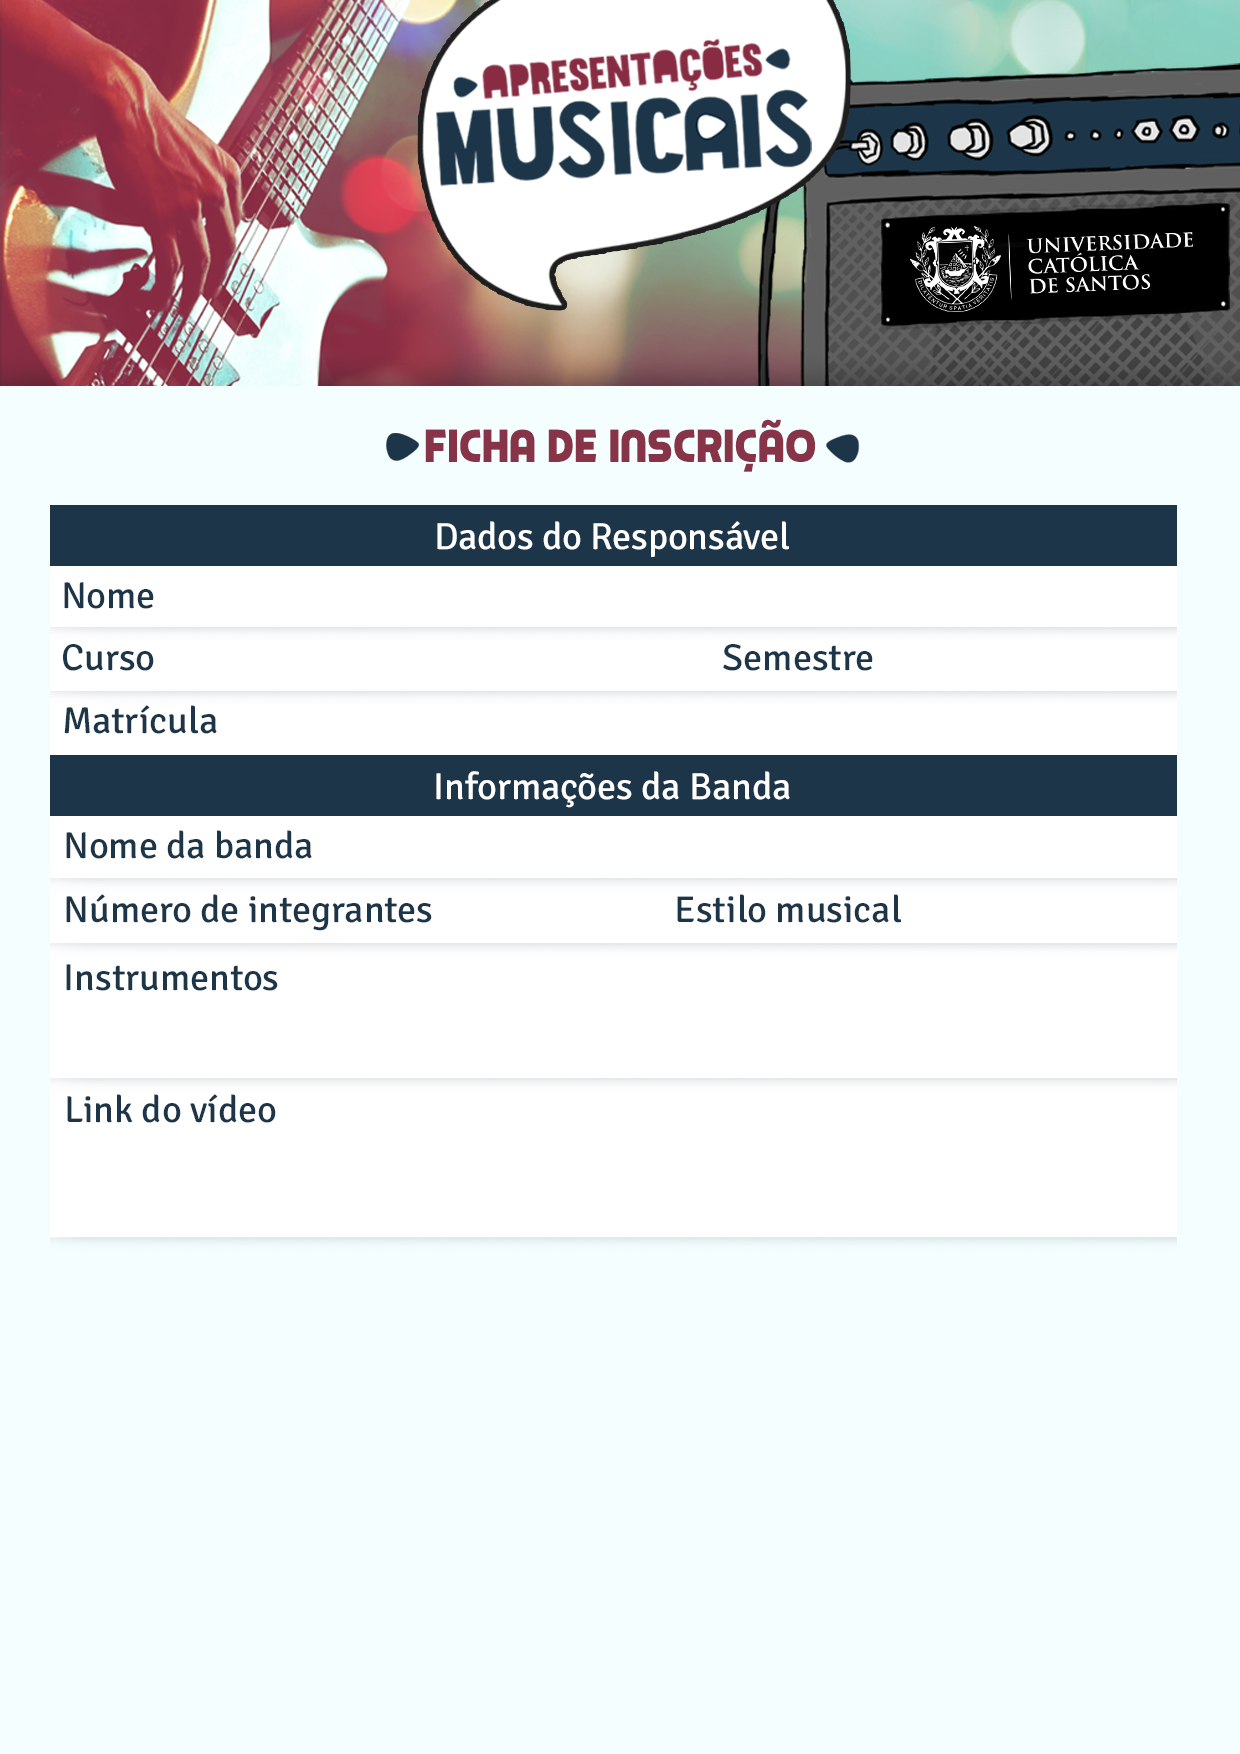 APRESENTAÇÕES
MUSICAIS
UNIVERSIDADE
CATÓLICA
DE SANTOS
FICHA DE INSCRIÇÃO
Dados do Responsável
Nome
Curso Semestre
Matrícula
Informações da Banda
Nome da banda
Número de integrantes Estilo musical
Instrumentos
Link do vídeo